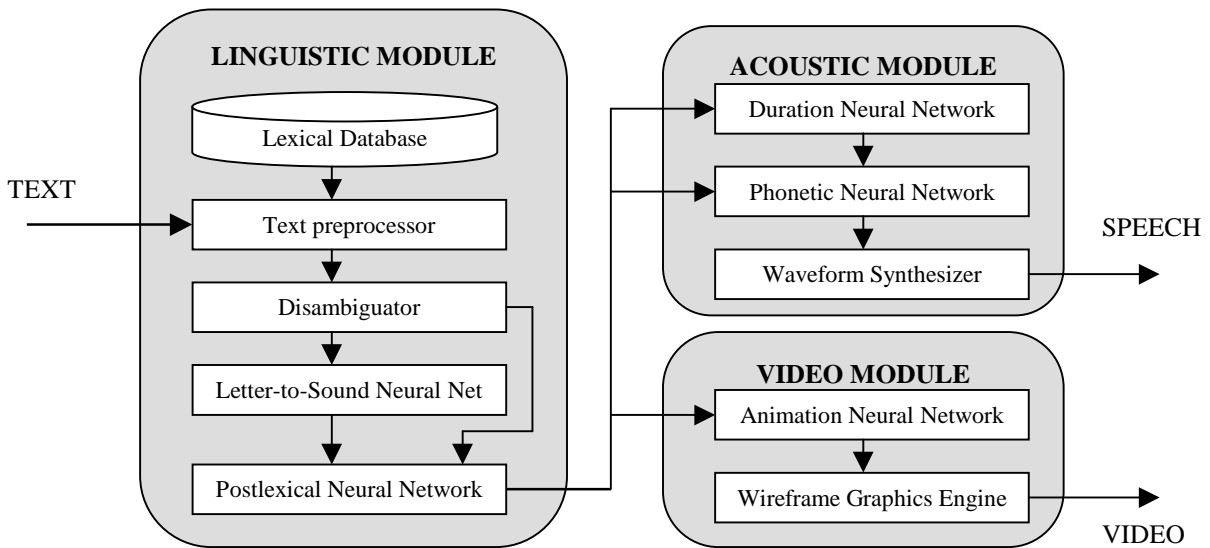 TEXT
LINGUISTIC MODULE
Lexical Database
Text preprocessor
Disambiguator
Letter-to-Sound Neural Net
Postlexical Neural Network
ACOUSTIC MODULE
Duration Neural Network
Phonetic Neural Network
Waveform Synthesizer
SPEECH
VIDEO MODULE
Animation Neural Network
Wireframe Graphics Engine
VIDEO